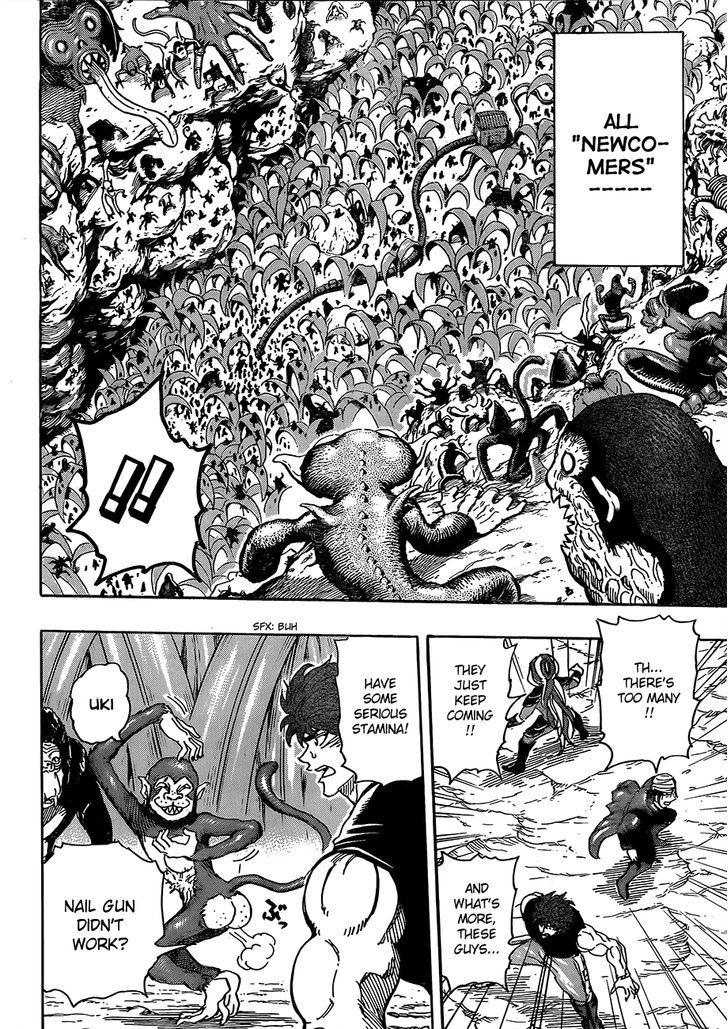 ALL
"NEWCO-
MERS"
-----
!!
SFX: BUH
TH...
THERE'S
TOO MANY
!!
THEY
JUST
KEEP
COMING!!
AND
WHAT'S
MORE,
THESE
GUYS...
HAVE
SOME
SERIOUS
STAMINA!
UKI
ぶっ
NAIL GUN
DIDN'T
WORK?